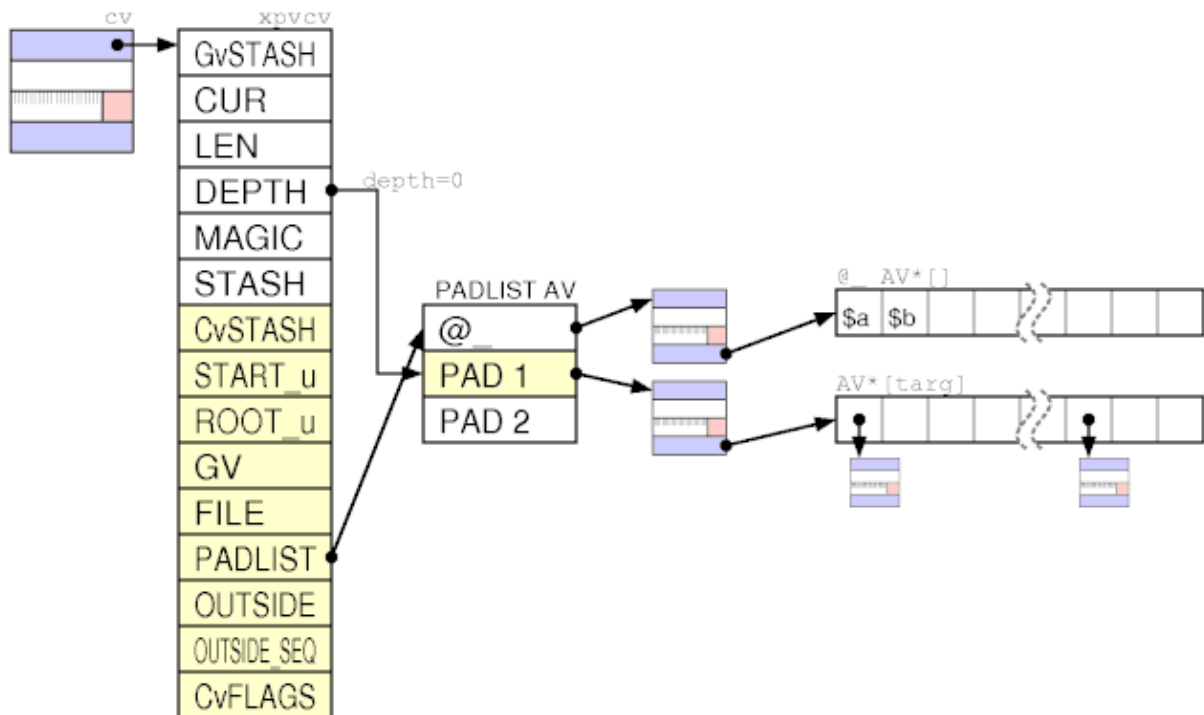 cv
xpvcv
GvSTASH
CUR
LEN
DEPTH
depth=0
MAGIC
STASH
CvSTASH
START_u
ROOT_u
GV
FILE
PADLIST
OUTSIDE
OUTSIDE_SEQ
CvFLAGS
PADLIST AV
@_
PAD 1
PAD 2
@_ AV*[]
$a $b
AV*[targ]